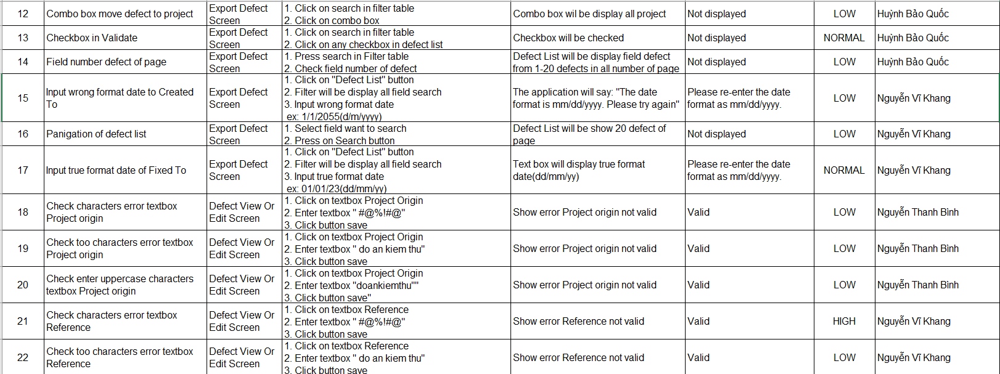 12
Combo box move defect to project
Export Defect
Screen
1. Click on search in filter table
2. Click on combo box
Combo box wil be display all project
Not displayed
LOW
Huỳnh Bảo Quốc
13
Checkbox in Validate
Export Defect
Screen
1. Click on search in filter table
2. Click on any checkbox in defect list
Checkbox will be checked
Not displayed
NORMAL
Huỳnh Bảo Quốc
14
Field number defect of page
Export Defect
Screen
1. Press search in Filter table
2. Check field number of defect
Defect List will be display field defect
from 1-20 defects in all number of page
Not displayed
LOW
Huỳnh Bảo Quốc
15
Input wrong format date to Created
To
Export Defect
Screen
1. Click on "Defect List" button
2. Filter will be display all field search
3. Input wrong format date
ex: 1/1/2055(d/m/yyyy)
The application will say: "The date
format is mm/dd/yyyy. Please try again"
Please re-enter the date
format as mm/dd/yyyy.
LOW
Nguyễn Vĩ Khang
16
Panigation of defect list
Export Defect
Screen
1. Select field want to search
2. Press on Search button
Defect List will be show 20 defect of
page
Not displayed
LOW
Nguyễn Vĩ Khang
17
Input true format date of Fixed To
Export Defect
Screen
1. Click on "Defect List" button
2. Filter will be display all field search
3. Input true format date
ex: 01/01/23(dd/mm/yy)
Text box will display true format
date(dd/mm/yy)
Please re-enter the date
format as mm/dd/yyyy.
NORMAL
Nguyễn Vĩ Khang
18
Check characters error textbox
Project origin
Defect View Or
Edit Screen
1. Click on textbox Project Origin
2. Enter textbox " #@%!#@"
3. Click button save
Show error Project origin not valid
Valid
LOW
Nguyễn Thanh Bình
19
Check too characters error textbox
Project origin
Defect View Or
Edit Screen
1. Click on textbox Project Origin
2. Enter textbox " do an kiem thu"
3. Click button save
Show error Project origin not valid
Valid
LOW
Nguyễn Thanh Bình
20
Check enter uppercase characters
textbox Project origin
Defect View Or
Edit Screen
1. Click on textbox Project Origin
2. Enter textbox "doankiemthu""
3. Click button save"
Show error Project origin not valid
Valid
LOW
Nguyễn Thanh Bình
21
Check characters error textbox
Reference
Defect View Or
Edit Screen
1. Click on textbox Reference
2. Enter textbox " #@%!#@"
3. Click button save
Show error Reference not valid
Valid
HIGH
Nguyễn Vĩ Khang
22
Check too characters error textbox
Reference
Defect View Or
Edit Screen
1. Click on textbox Reference
2. Enter textbox " do an kiem thu"
3. Click button save
Show error Reference not valid
Valid
LOW
Nguyễn Vĩ Khang